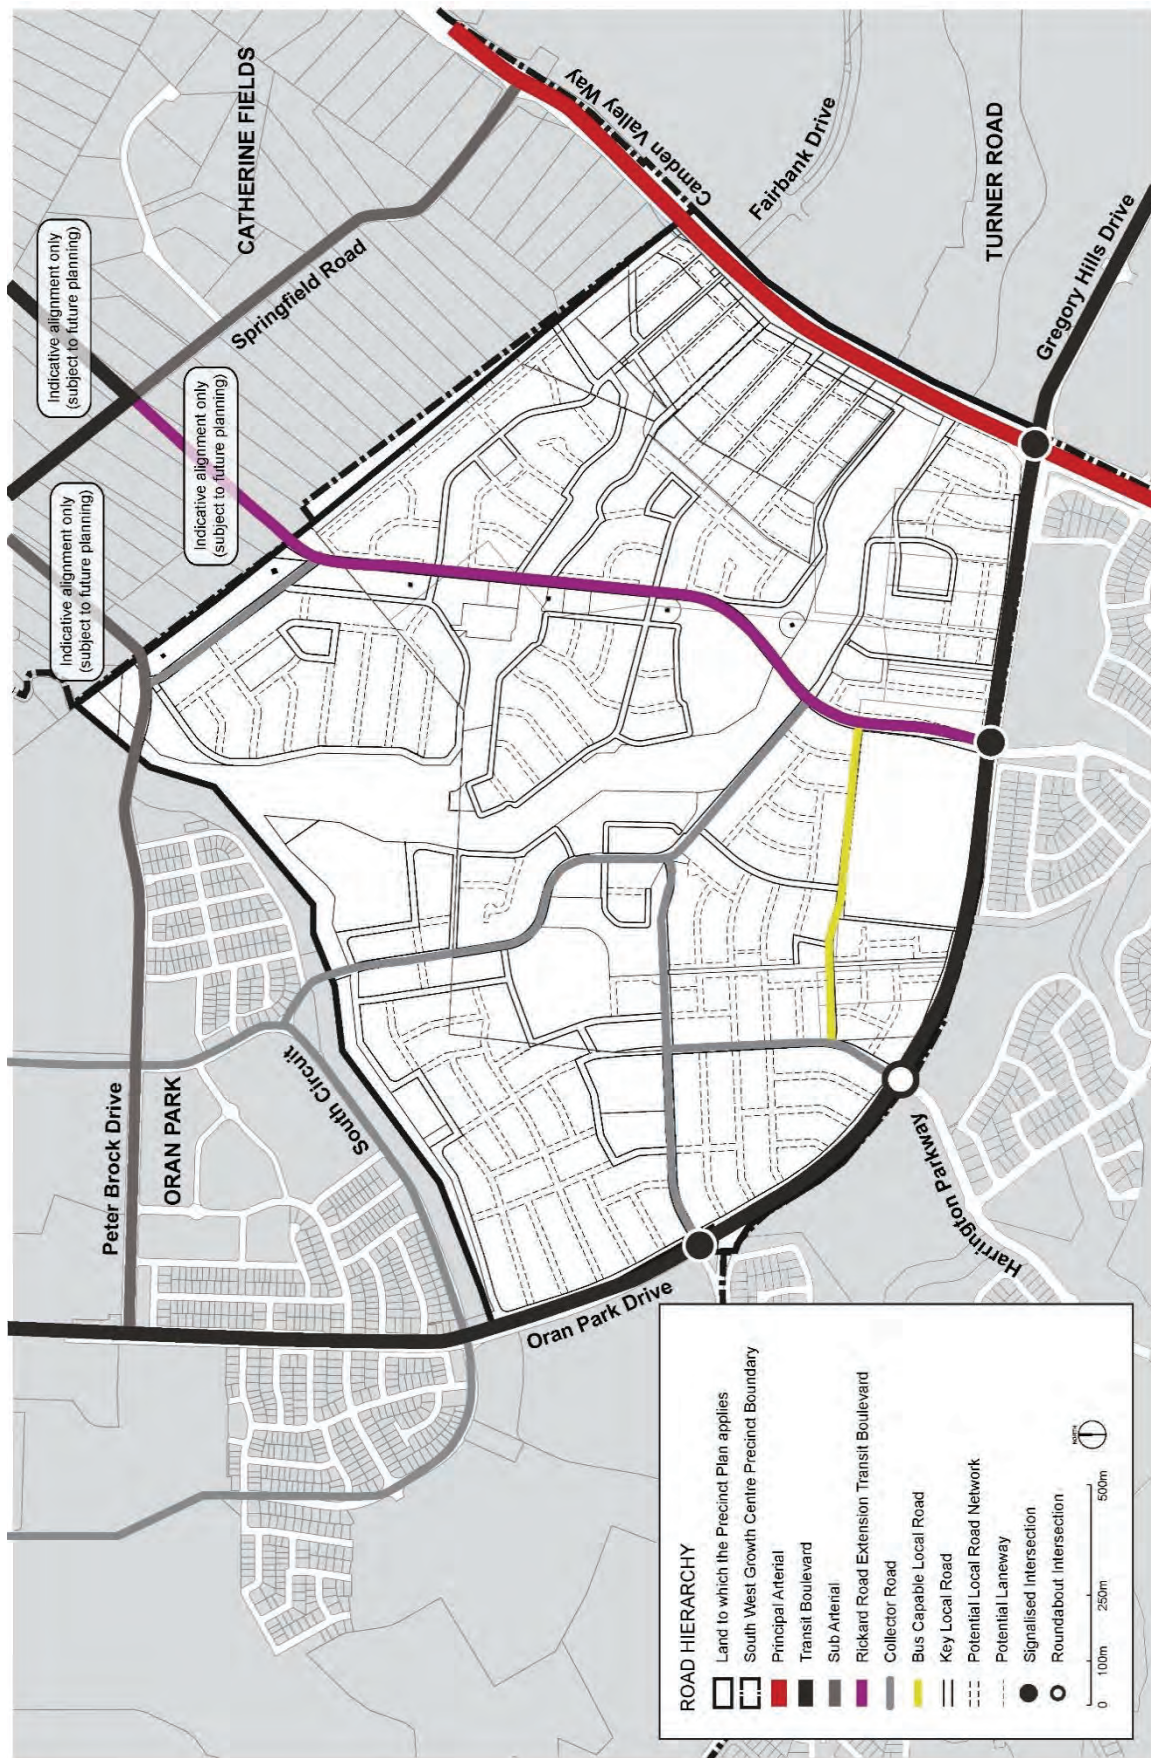 CATHERINE FIELDS
Camden Valley Way
Fairbank Drive
TURNER ROAD
Gregory Hills Drive
Indicative alignment only
(subject to future planning)
Springfield Road
Indicative alignment only
(subject to future planning)
Indicative alignment only
(subject to future planning)
Peter Brock Drive
ORAN PARK
South Circuit
Oran Park Drive
Harrington Parkway
ROAD HIERARCHY
Land to which the Precinct Plan applies
South West Growth Centre Precinct Boundary
Principal Arterial
Transit Boulevard
Sub Arterial
Rickard Road Extension Transit Boulevard
Collector Road
Bus Capable Local Road
Key Local Road
Potential Local Road Network
Potential Laneway
Signalised Intersection
Roundabout Intersection
0 100m 250m 500m
NORTH